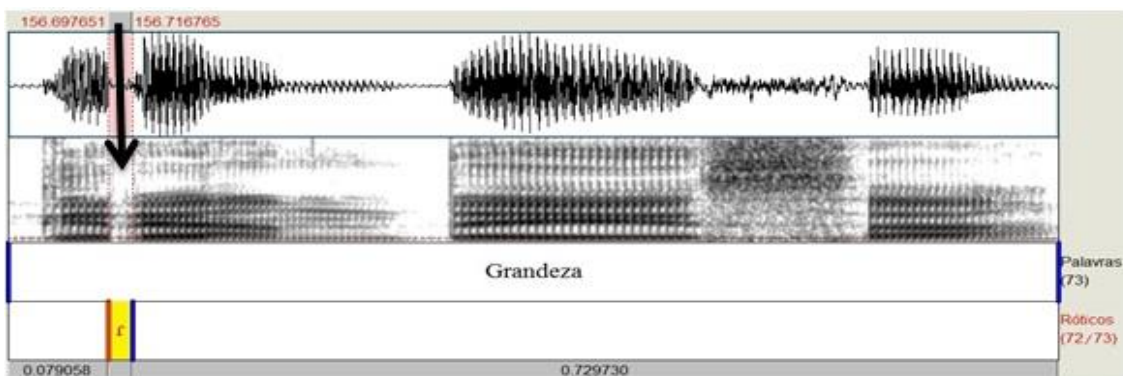 156.697651 156.716765
Grandeza
Palavras
(73)
ɾ
Róticos
(72/73)
0.079058 0.729730